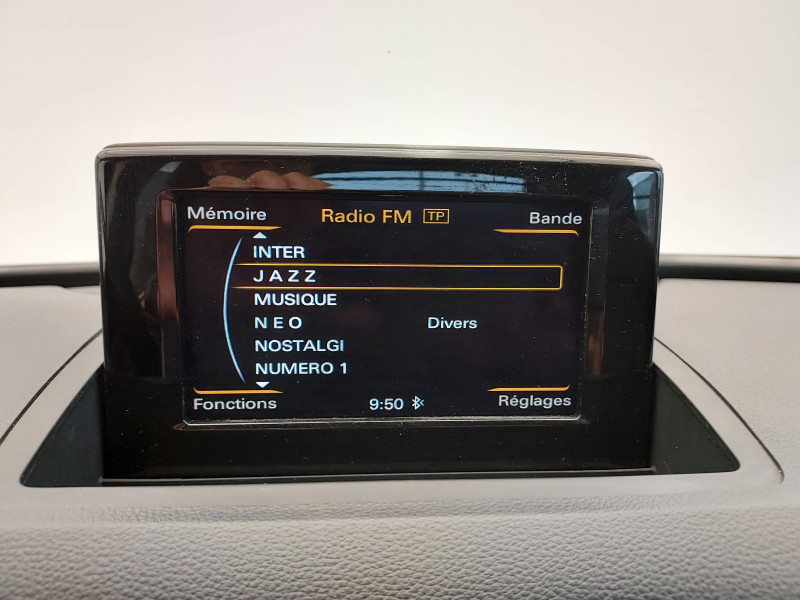 Mémoire Radio FM TP Bande
INTER
J A Z Z
MUSIQUE
N E O Divers
NOSTALGI
NUMERO 1
Fonctions 9:50 Réglages